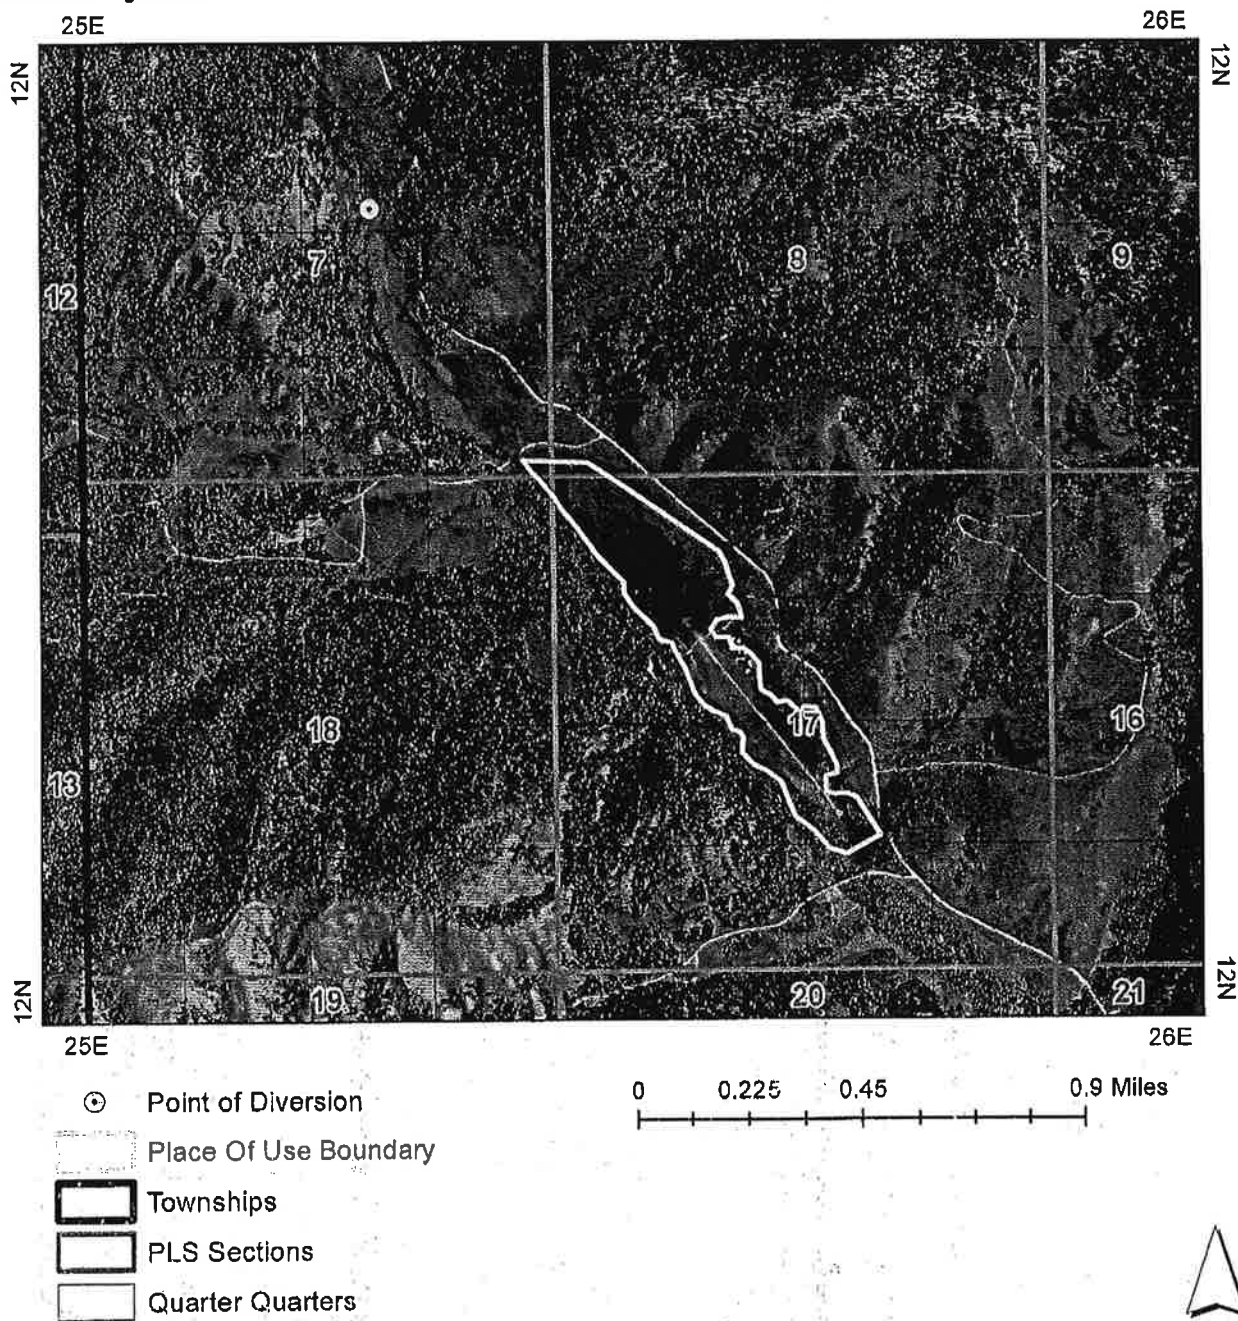 25E 26E
12N 12N
7 8 9
12
18 17 16
13
12N 19 20 21 12N
25E 26E
Point of Diversion
0 0.225 0.45 0.9 Miles
Place Of Use Boundary
Townships
PLS Sections
Quarter Quarters